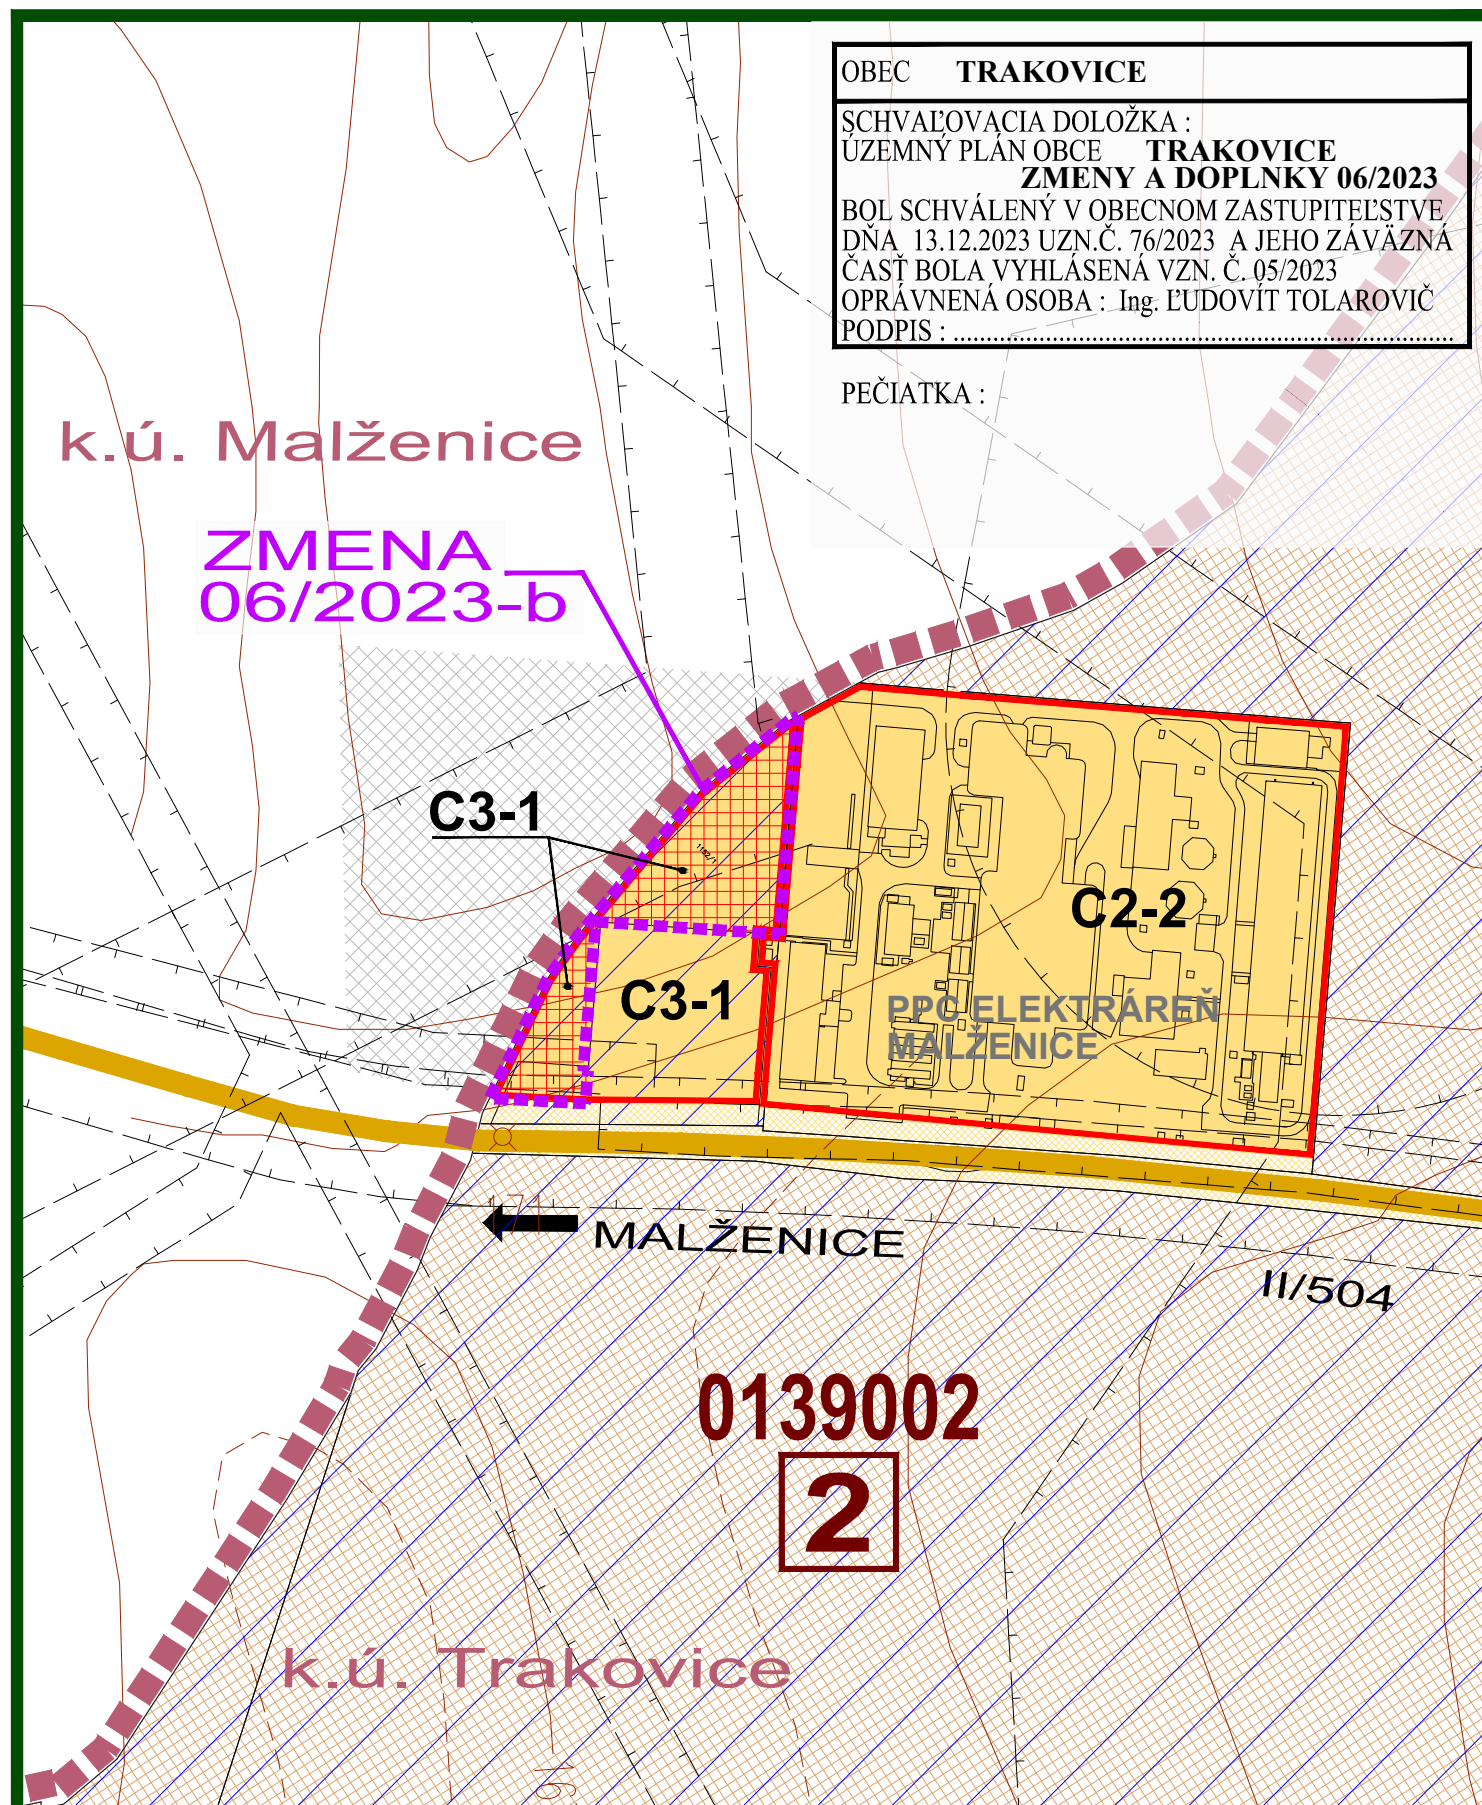 OBEC TRAKOVICE
SCHVAĽOVACIA DOLOŽKA :
ÚZEMNÝ PLÁN OBCE TRAKOVICE
ZMENY A DOPLNKY 06/2023
BOL SCHVÁLENÝ V OBECNOM ZASTUPITEĽSTVE
DŇA 13.12.2023 UZN.Č. 76/2023 A JEHO ZÁVÄZNÁ
ČASŤ BOLA VYHLÁSENÁ VZN. Č. 05/2023
OPRÁVNENÁ OSOBA : Ing. ĽUDOVÍT TOLAROVIČ
PODPIS : ............................................................................
PEČIATKA :
k.ú. Malženice
ZMENA
06/2023-b
C3-1
C2-2
C3-1
PPC ELEKTRÁREŇ
MALŽENICE
171
MALŽENICE
II/504
0139002
2
k.ú. Trakovice